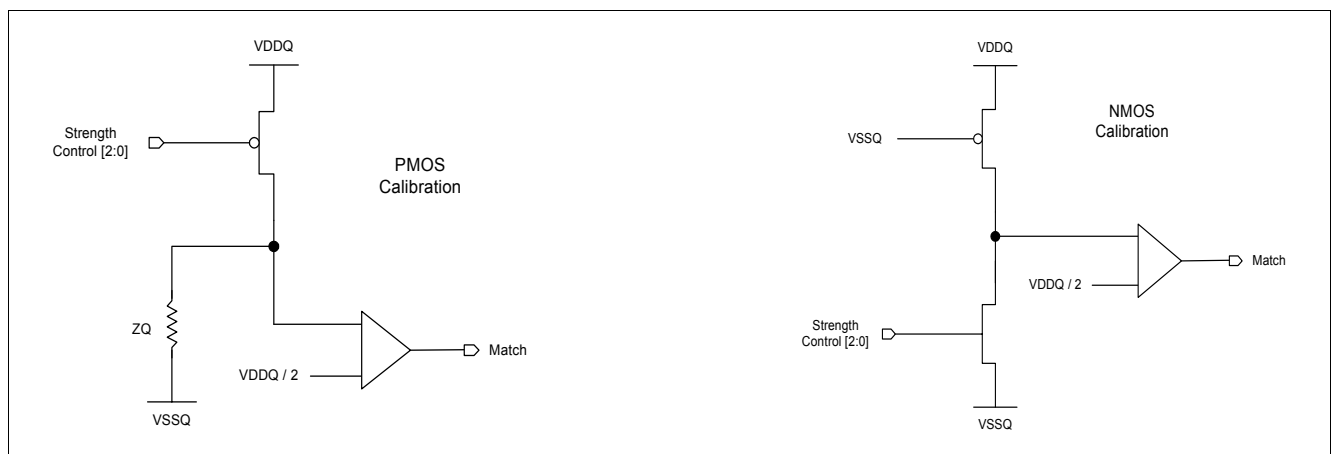 VDDQ
Strength
Control [2:0]
PMOS
Calibration
ZQ
VDDQ / 2
Match
VSSQ
VDDQ
NMOS
Calibration
VSSQ
VDDQ / 2
Match
Strength
Control [2:0]
VSSQ